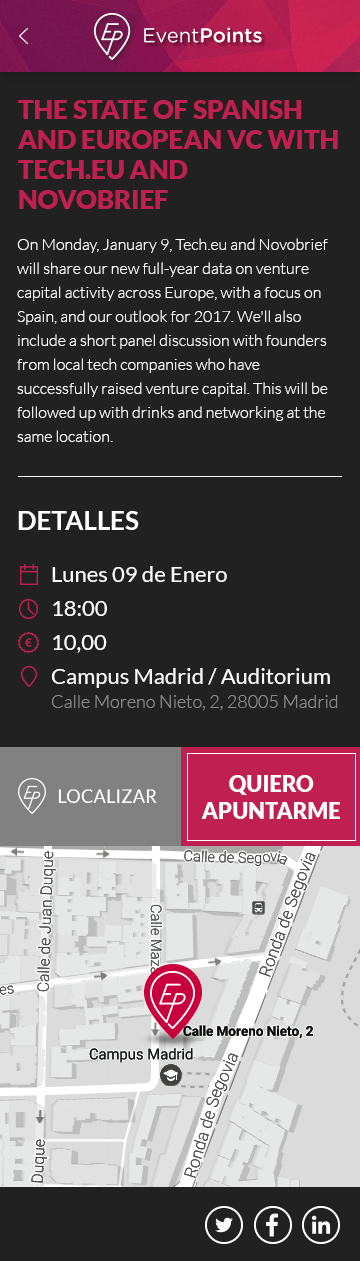 EP EventPoints
THE STATE OF SPANISH
AND EUROPEAN VC WITH
TECH.EU AND
NOVOBRIEF
On Monday, January 9, Tech.eu and Novobrief
will share our new full-year data on venture
capital activity across Europe, with a focus on
Spain, and our outlook for 2017. We'll also
include a short panel discussion with founders
from local tech companies who have
successfully raised venture capital. This will be
followed up with drinks and networking at the
same location.
DETALLES
Lunes 09 de Enero
18:00
10,00
Campus Madrid / Auditorium
Calle Moreno Nieto, 2, 28005 Madrid
EP LOCALIZAR
QUIERO
APUNTARME
Calle de Segovia
Calle de Juan Duque
Calle Maza
Ronda de Segovia
es
EP
Calle Moreno Nieto, 2
Campus Madrid
Ronda de Segovia
Duque